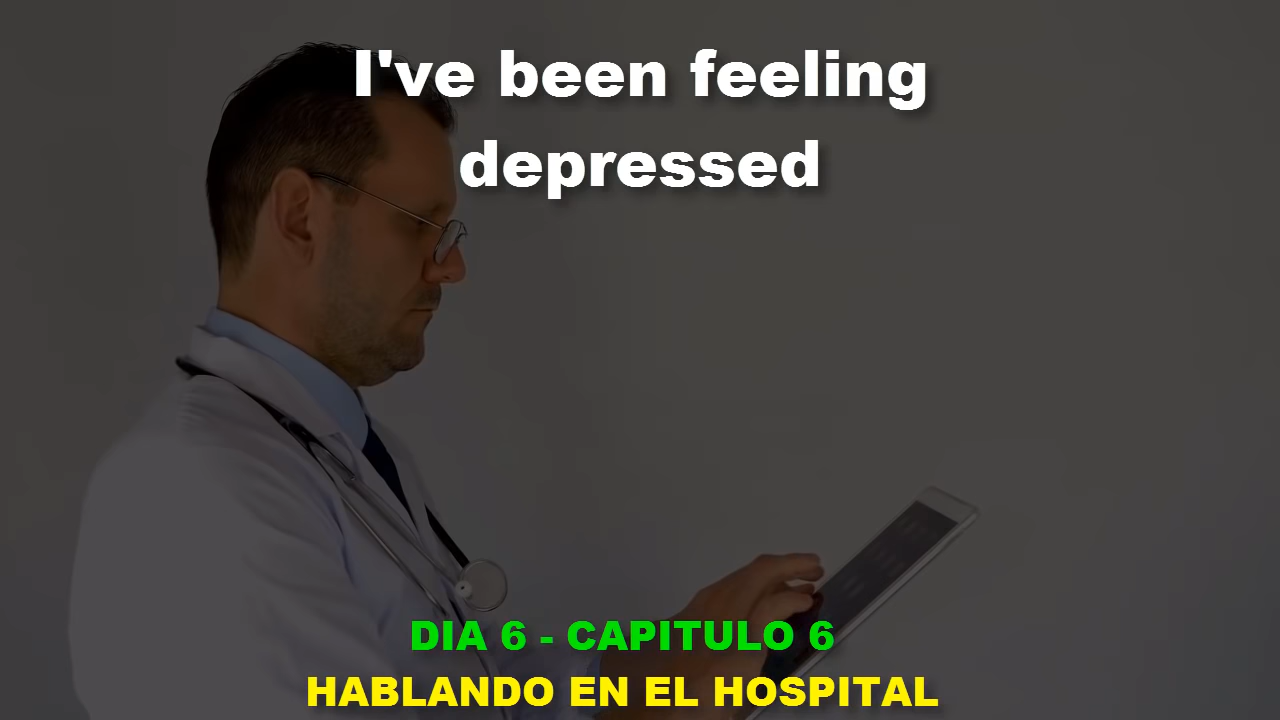 I've been feeling
depressed
DIA 6 - CAPITULO 6
HABLANDO EN EL HOSPITAL